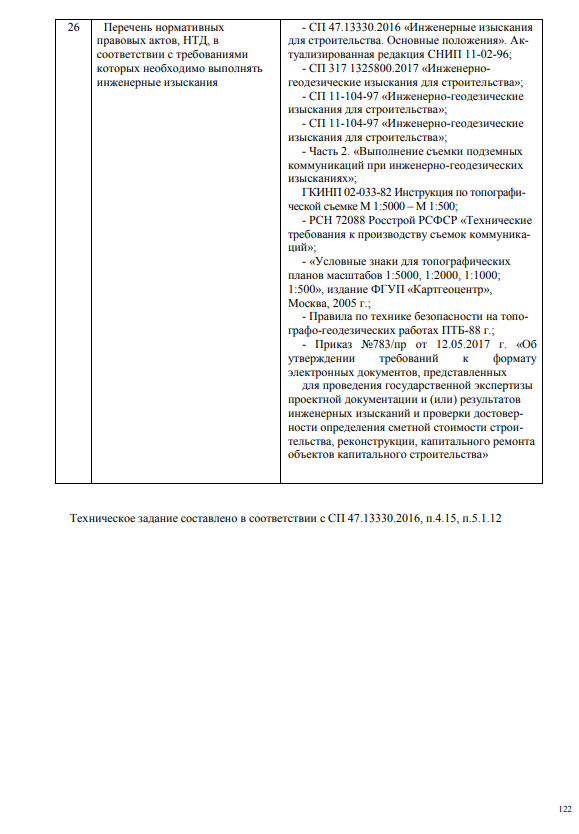 26
Перечень нормативных
правовых актов, НТД, в
соответствии с требованиями
которых необходимо выполнять
инженерные изыскания
- СП 47.13330.2016 «Инженерные изыскания
для строительства. Основные положения». Ак-
туализированная редакция СНИП 11-02-96;
- СП 317 1325800.2017 «Инженерно-
геодезические изыскания для строительства»;
- СП 11-104-97 «Инженерно-геодезические
изыскания для строительства»;
- СП 11-104-97 «Инженерно-геодезические
изыскания для строительства»;
- Часть 2. «Выполнение съемки подземных
коммуникаций при инженерно-геодезических
изысканиях»;
ГКИНП 02-033-82 Инструкция по топографи-
ческой съемке М 1:5000 – М 1:500;
- РСН 72088 Росстрой РСФСР «Технические
требования к производству съемок коммуника-
ций»;
- «Условные знаки для топографических
планов масштабов 1:5000, 1:2000, 1:1000;
1:500», издание ФГУП «Картгеоцентр»,
Москва, 2005 г.;
- Правила по технике безопасности на топо-
графо-геодезических работах ПТБ-88 г.;
- Приказ №783/пр от 12.05.2017 г. «Об
утверждении требований к формату
электронных документов, представленных
для проведения государственной экспертизы
проектной документации и (или) результатов
инженерных изысканий и проверки достовер-
ности определения сметной стоимости строи-
тельства, реконструкции, капитального ремонта
объектов капитального строительства»
Техническое задание составлено в соответствии с СП 47.13330.2016, п.4.15, п.5.1.12
122